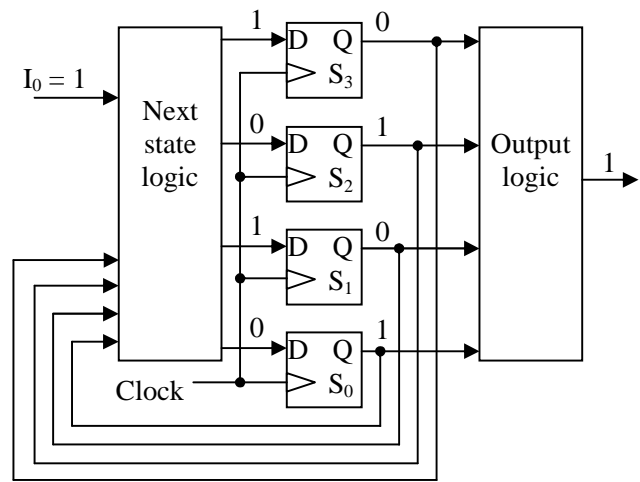 1
0
D Q
S₃
I₀ = 1
Next
state
logic
0
1
D Q
S₂
Output
logic
1
1
0
D Q
S₁
0
1
D Q
S₀
Clock